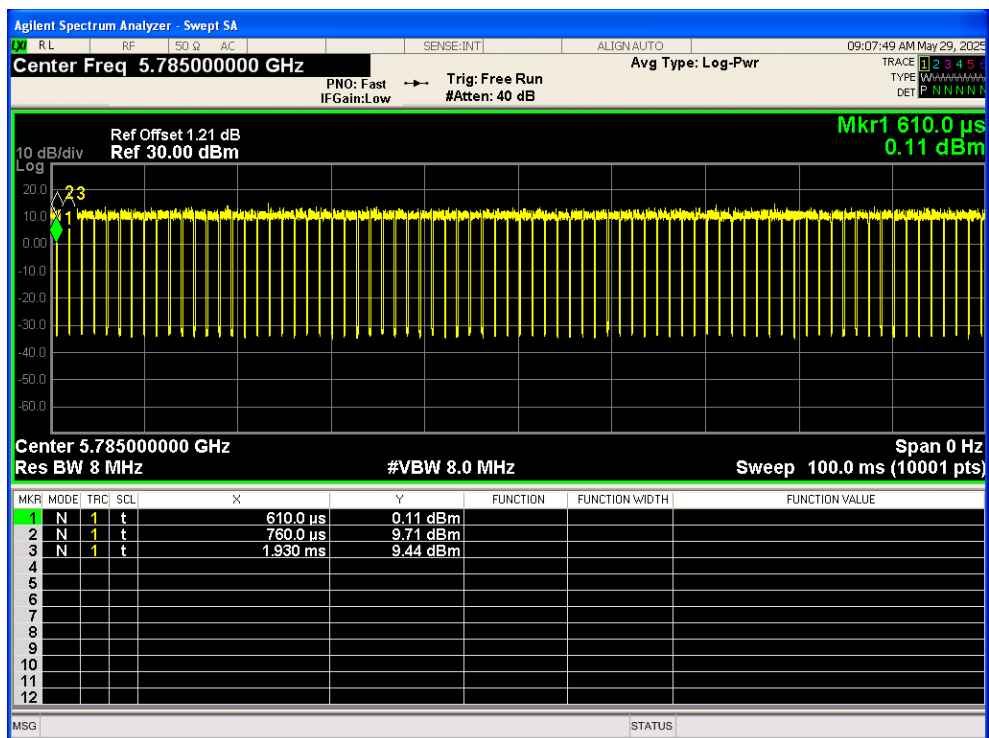 Agilent Spectrum Analyzer - Swept SA
LXI RL RF 50 Ω AC SENSE:INT ALIGN AUTO 09:07:49 AM May 29, 2025
Center Freq 5.785000000 GHz Avg Type: Log-Pwr TRACE 1 2 3 4 5 6
PNO: Fast Trig: Free Run TYPE
IFGain:Low #Atten: 40 dB DET P N N N N N
Mkr1 610.0 µs
Ref Offset 1.21 dB
10 dB/div Ref 30.00 dBm 0.11 dBm
Log
20.0
2 3
10.0
1
0.00
-10.0
-20.0
-30.0
-40.0
-50.0
-60.0
Center 5.785000000 GHz Span 0 Hz
Res BW 8 MHz #VBW 8.0 MHz Sweep 100.0 ms (10001 pts)
MKR MODE TRC SCL X Y FUNCTION FUNCTION WIDTH FUNCTION VALUE
1 N 1 t 610.0 µs 0.11 dBm
2 N 1 t 760.0 µs 9.71 dBm
3 N 1 t 1.930 ms 9.44 dBm
4
5
6
7
8
9
10
11
12
MSG STATUS